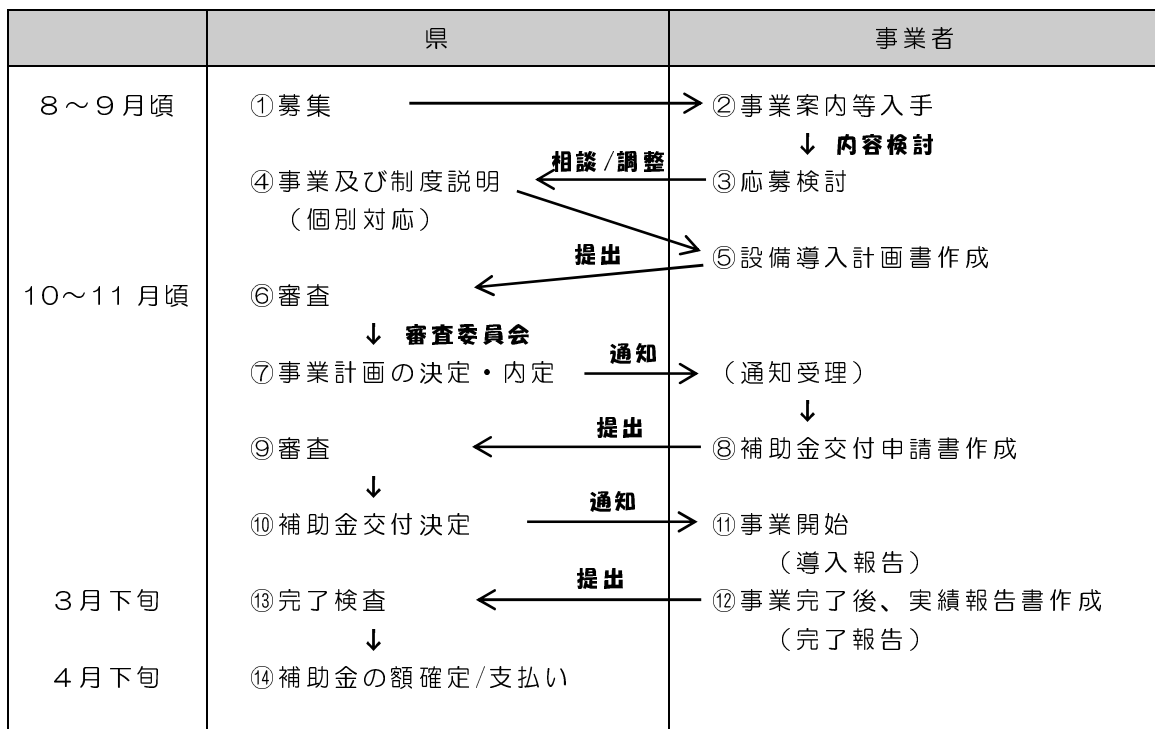 県 事業者
8～9月頃 ①募集 ②事業案内等入手
↓ 内容検討
相談/調整
④事業及び制度説明 ③応募検討
（個別対応）
提出 ⑤設備導入計画書作成
10～11月頃 ⑥審査
↓ 審査委員会
通知
⑦事業計画の決定・内定 （通知受理）
↓
提出
⑨審査 ⑧補助金交付申請書作成
↓
通知
⑩補助金交付決定 ⑪事業開始
（導入報告）
提出
3月下旬 ⑬完了検査 ⑫事業完了後、実績報告書作成
↓ （完了報告）
4月下旬 ⑭補助金の額確定/支払い